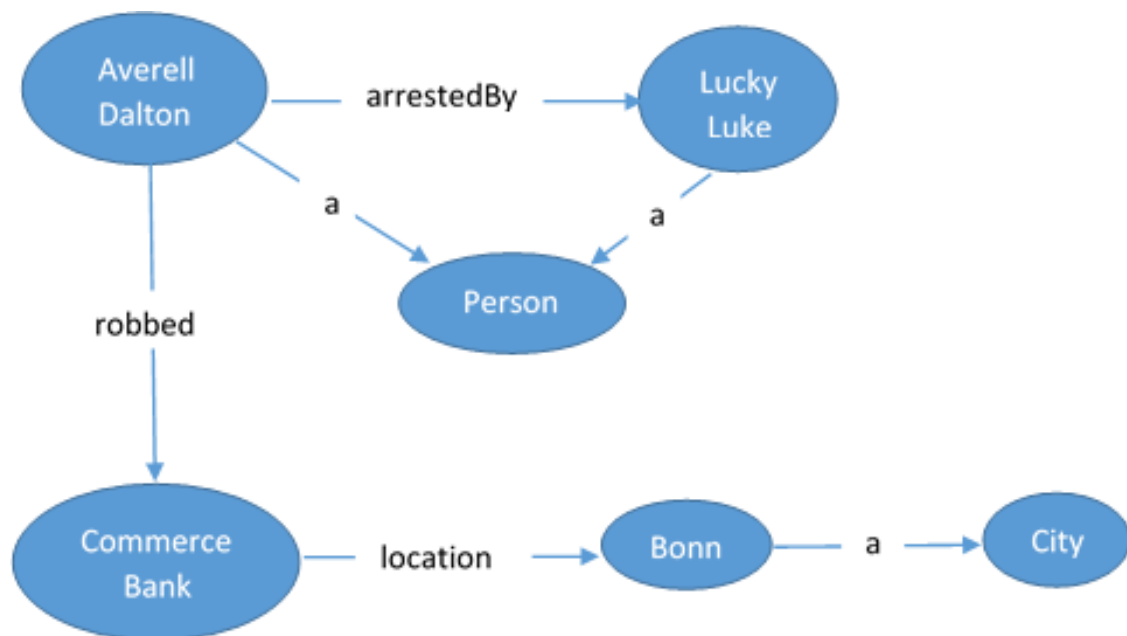 Averell
Dalton
arrestedBy
Lucky
Luke
a
a
Person
robbed
Commerce
Bank
location
Bonn
a
City